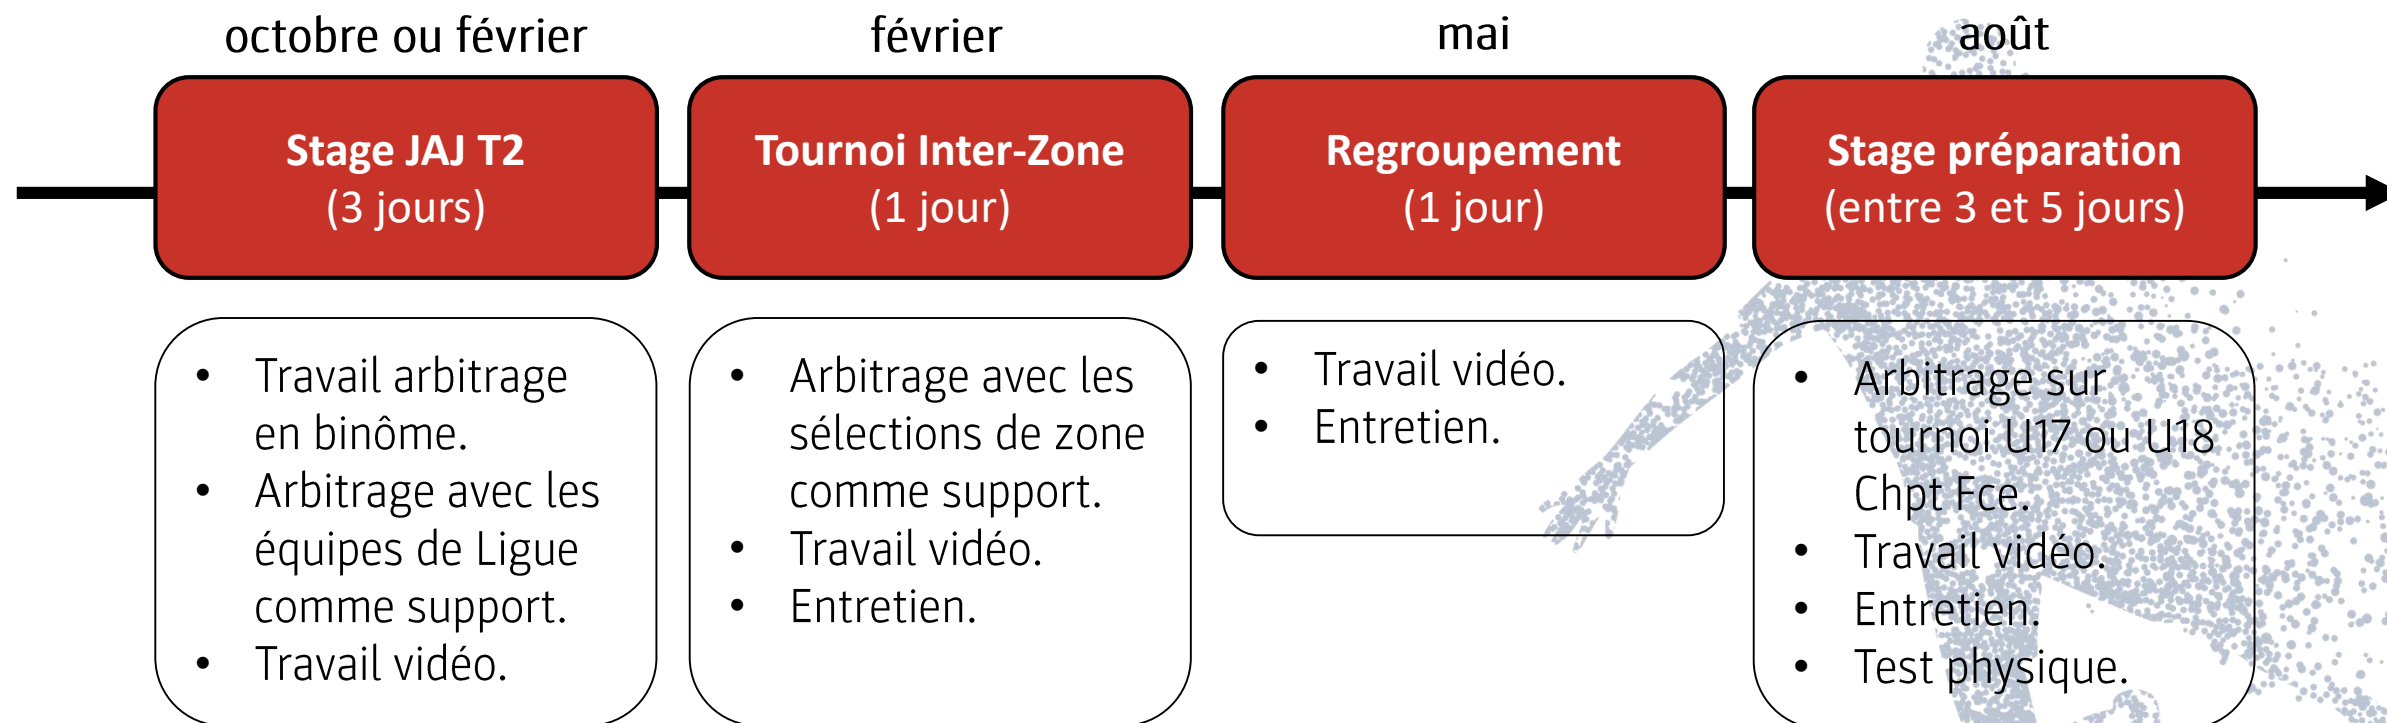 octobre ou février
Stage JAJ T2
(3 jours)
• Travail arbitrage
en binôme.
• Arbitrage avec les
équipes de Ligue
comme support.
• Travail vidéo.
février
Tournoi Inter-Zone
(1 jour)
• Arbitrage avec les
sélections de zone
comme support.
• Travail vidéo.
• Entretien.
mai
Regroupement
(1 jour)
• Travail vidéo.
• Entretien.
août
Stage préparation
(entre 3 et 5 jours)
• Arbitrage sur
tournoi U17 ou U18
Chpt Fce.
• Travail vidéo.
• Entretien.
• Test physique.